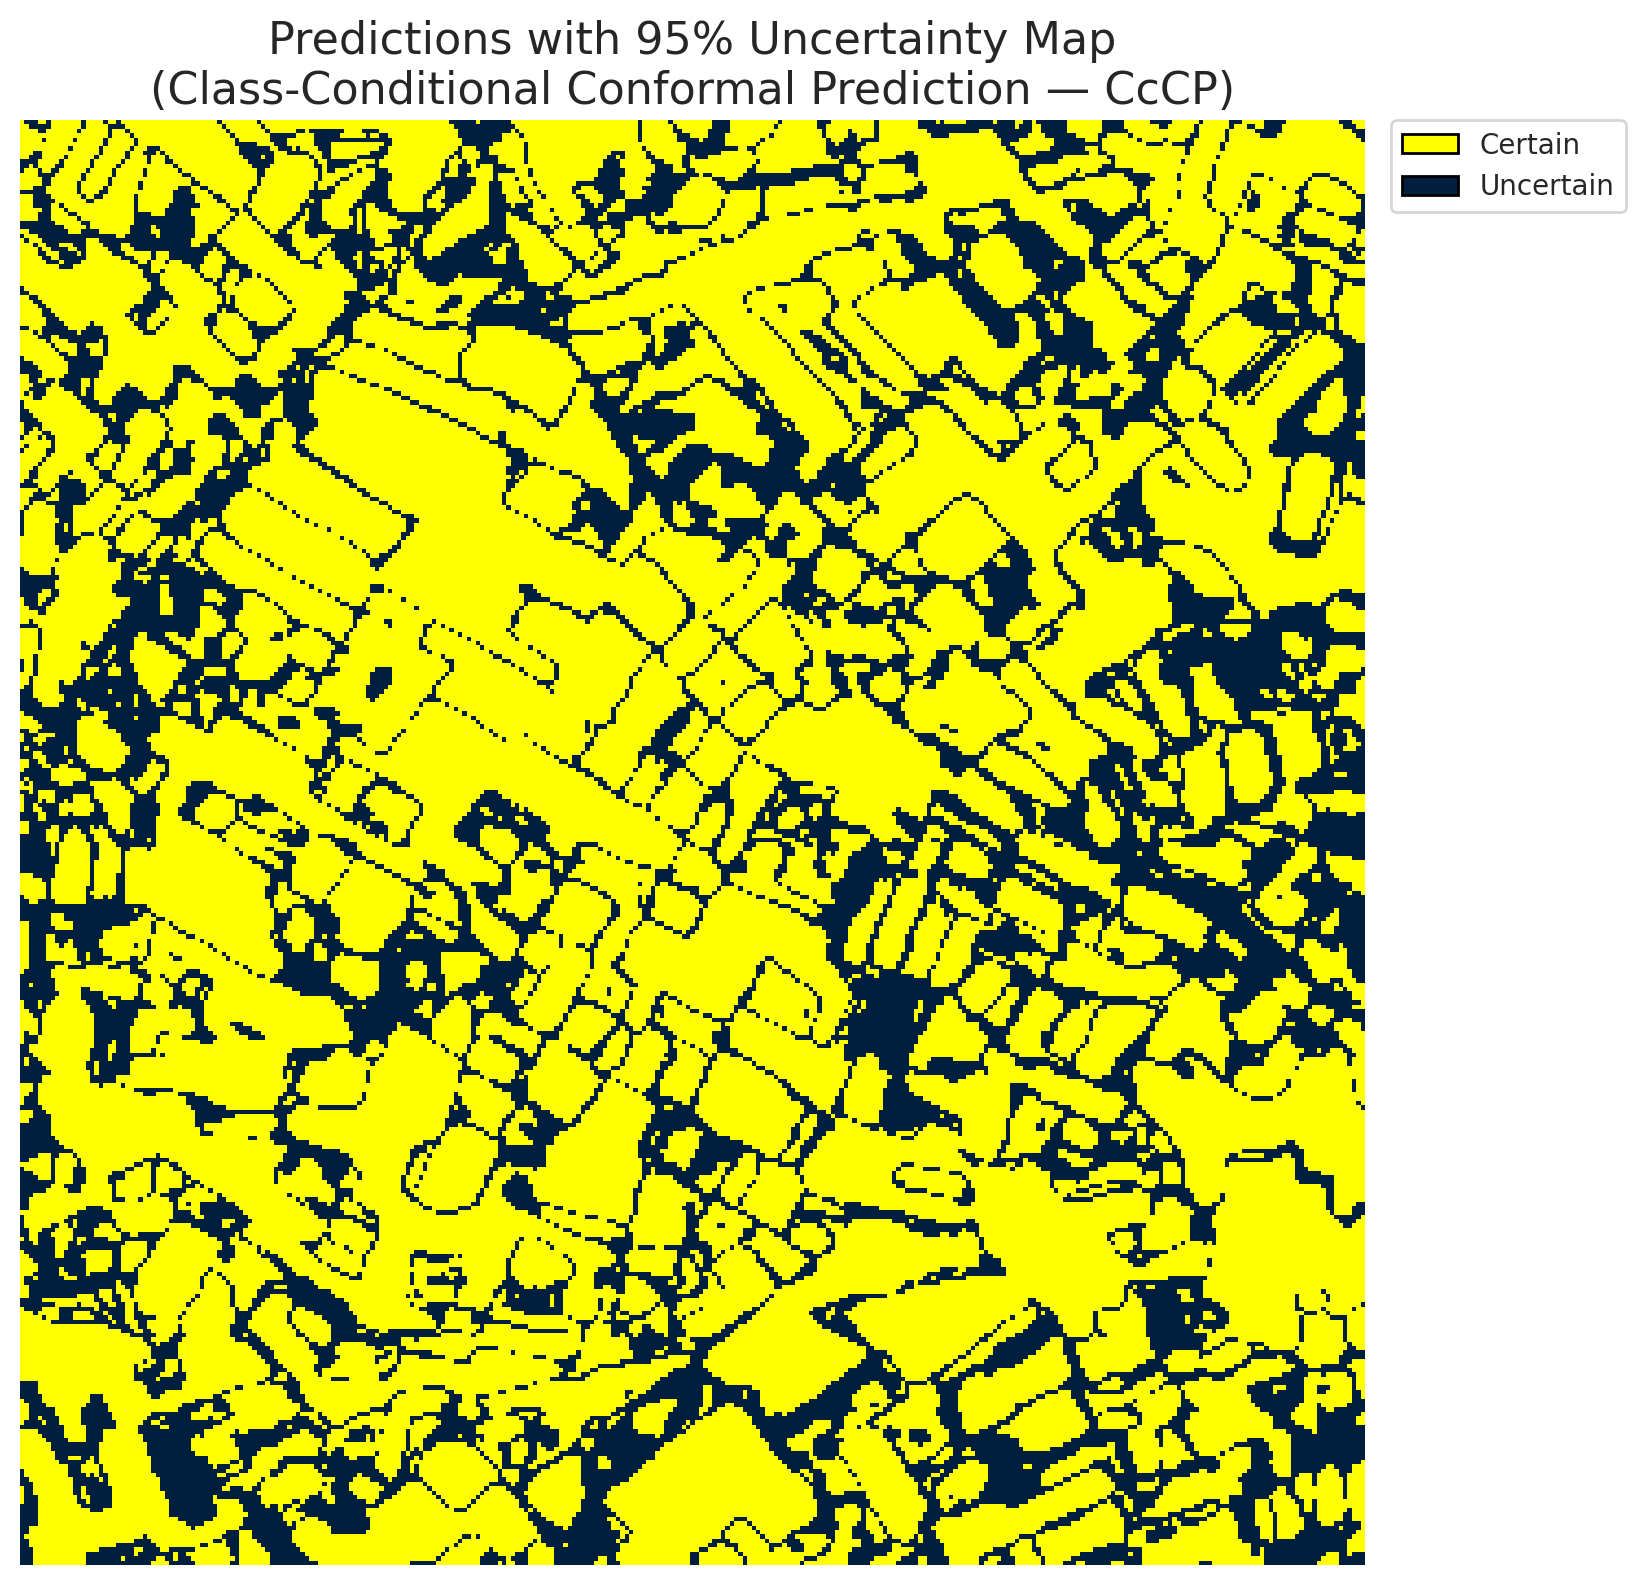 Predictions with 95% Uncertainty Map
(Class-Conditional Conformal Prediction — CcCP)
Certain
Uncertain